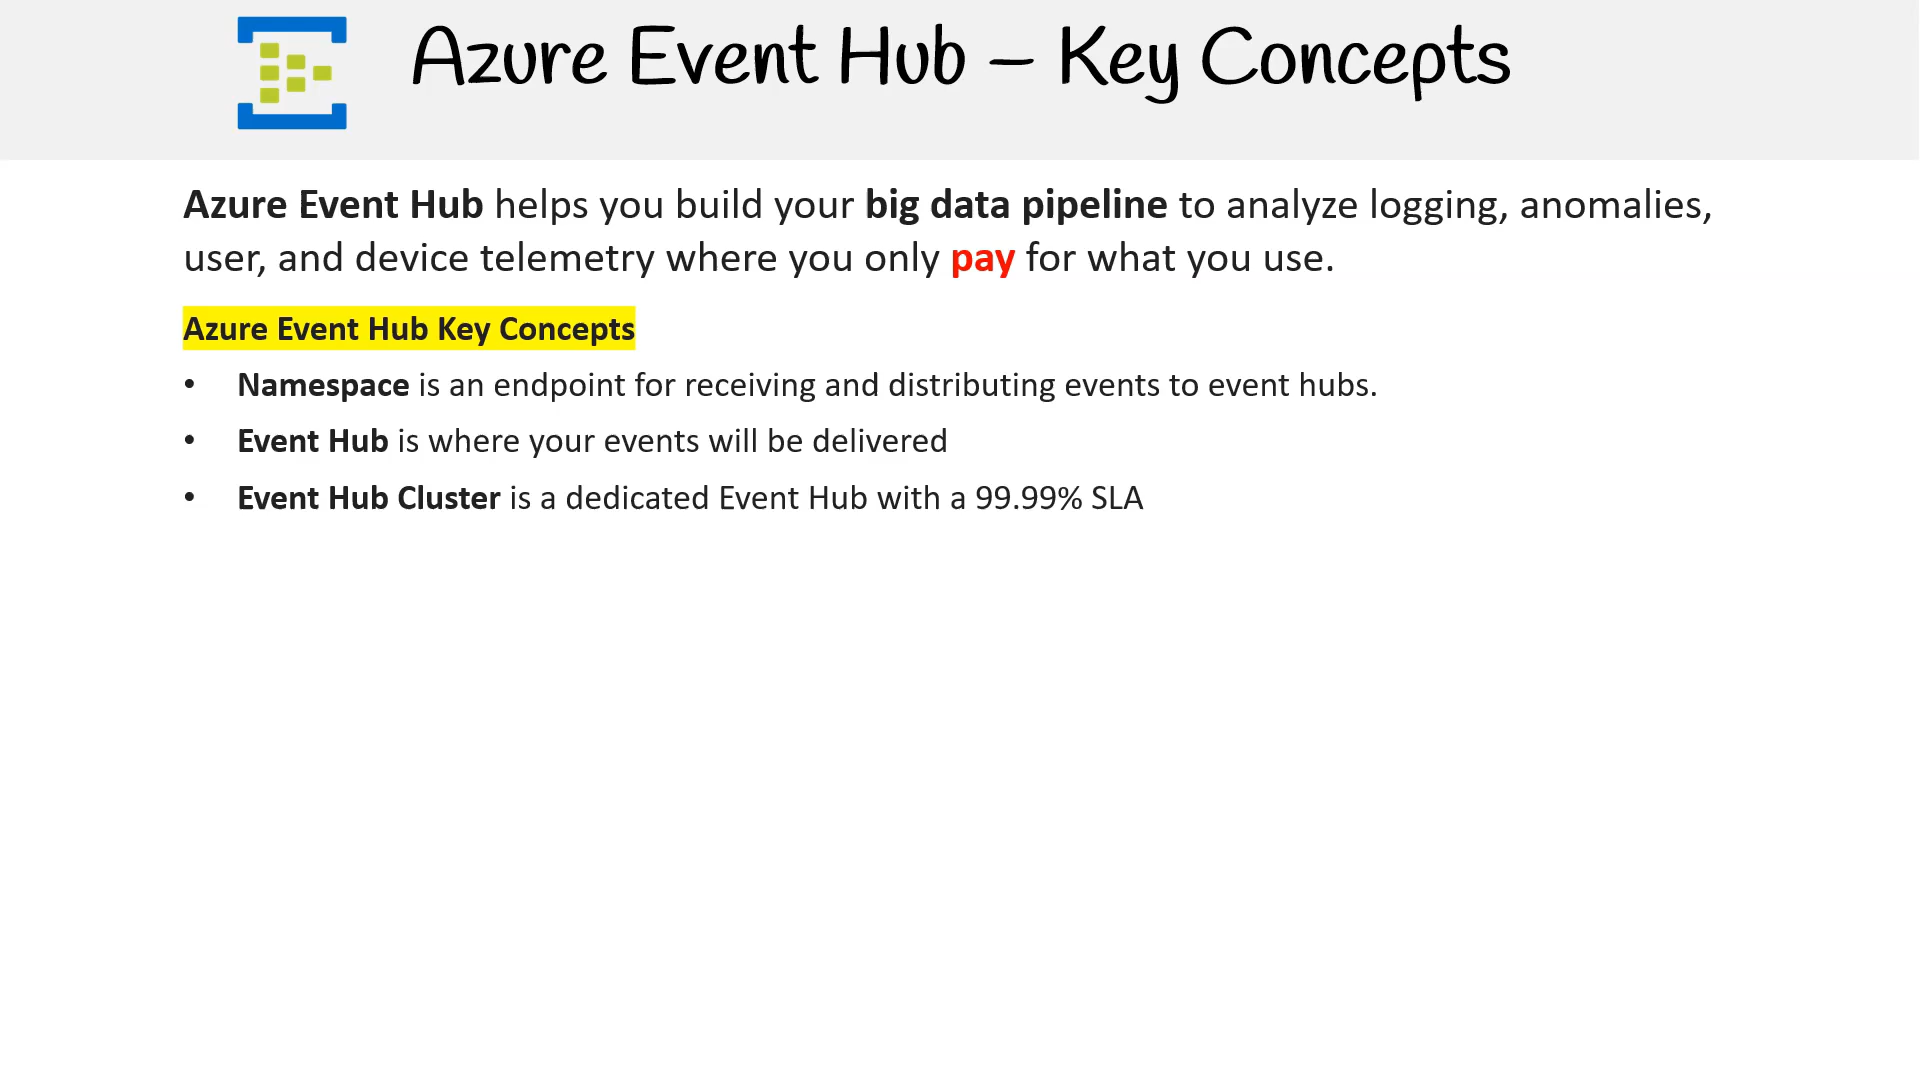 Azure Event Hub – Key Concepts
Azure Event Hub helps you build your big data pipeline to analyze logging, anomalies,
user, and device telemetry where you only pay for what you use.
Azure Event Hub Key Concepts
• Namespace is an endpoint for receiving and distributing events to event hubs.
• Event Hub is where your events will be delivered
• Event Hub Cluster is a dedicated Event Hub with a 99.99% SLA